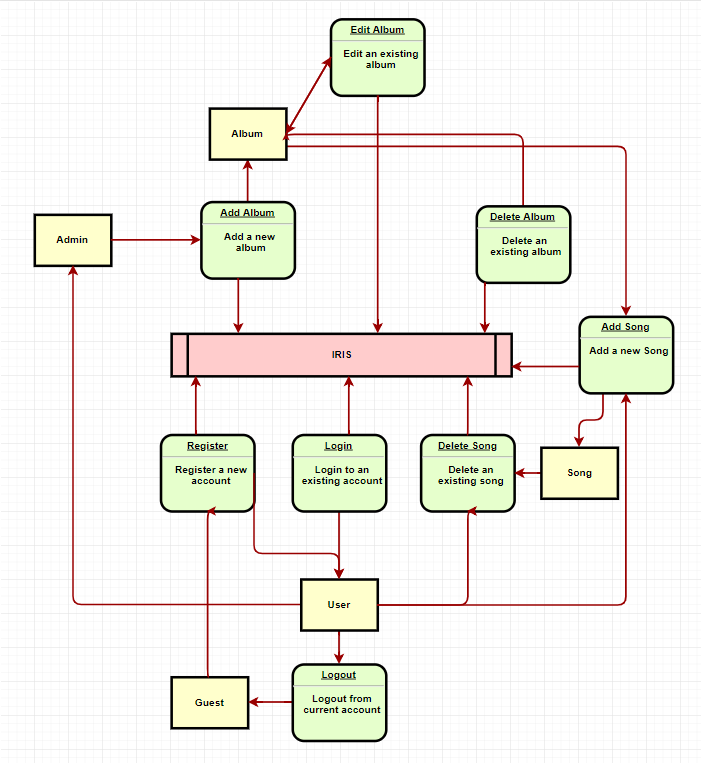 Edit Album
Edit an existing
album
Album
Add Album
Add a new
album
Delete Album
Delete an
existing album
Admin
Add Song
Add a new Song
IRIS
Register
Register a new
account
Login
Login to an
existing account
Delete Song
Delete an
existing song
Song
User
Logout
Logout from
current account
Guest